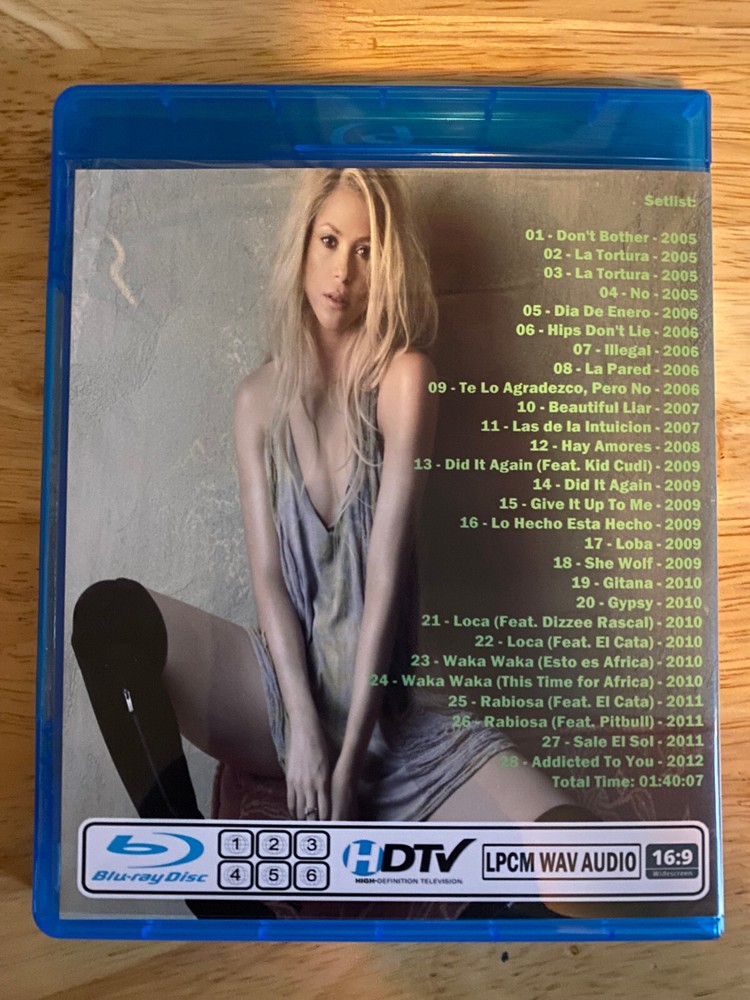 Setlist:
01 - Don't Bother - 2005
02 - La Tortura - 2005
03 - La Tortura - 2005
04 - No - 2005
05 - Dia De Enero - 2006
06 - Hips Don't Lie - 2006
07 - Illegal - 2006
08 - La Pared - 2006
09 - Te Lo Agradezco, Pero No - 2006
10 - Beautiful Liar - 2007
11 - Las de la Intuicion - 2007
12 - Hay Amores - 2008
13 - Did It Again (Feat. Kid Cudi) - 2009
14 - Did It Again - 2009
15 - Give It Up To Me - 2009
16 - Lo Hecho Esta Hecho - 2009
17 - Loba - 2009
18 - She Wolf - 2009
19 - Gitana - 2010
20 - Gypsy - 2010
21 - Loca (Feat. Dizzee Rascal) - 2010
22 - Loca (Feat. El Cata) - 2010
23 - Waka Waka (Esto es Africa) - 2010
24 - Waka Waka (This Time for Africa) - 2010
25 - Rabiosa (Feat. El Cata) - 2011
26 - Rabiosa (Feat. Pitbull) - 2011
27 - Sale El Sol - 2011
28 - Addicted To You - 2012
Total Time: 01:40:07
Blu-ray Disc
1 2 3
4 5 6
HDTV
HIGH-DEFINITION TELEVISION
LPCM WAV AUDIO
16:9
Widescreen